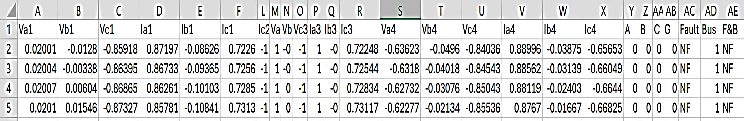 A B C D E F L M N O P Q R S T U V W X Y Z AA AB AC AD AE
1 Va1 Vb1 Vc1 Ia1 Ib1 Ic1 Ic2 Va Vb Vc3 Ia3 Ib3 Ic3 Va4 Vb4 Vc4 Ia4 Ib4 Ic4 A B C G Fault Bus F&B
2 0.02001 -0.0128 -0.85918 0.87197 -0.08626 0.7226 -1 1 -0 -1 1 -0 0.72248 -0.63623 -0.0496 -0.84036 0.88996 -0.03875 -0.65653 0 0 0 0 NF 1 NF
3 0.02004 -0.00338 -0.86395 0.86733 -0.09365 0.7256 -1 1 -0 -1 1 -0 0.72544 -0.6318 -0.04018 -0.84543 0.88562 -0.03139 -0.66049 0 0 0 0 NF 1 NF
4 0.02007 0.00604 -0.86865 0.86261 -0.10103 0.7285 -1 1 0 -1 1 -0 0.72834 -0.62732 -0.03076 -0.85043 0.88119 -0.02403 -0.6644 0 0 0 0 NF 1 NF
5 0.0201 0.01546 -0.87327 0.85781 -0.10841 0.7313 -1 1 0 -1 1 -0 0.73117 -0.62277 -0.02134 -0.85536 0.8767 -0.01667 -0.66825 0 0 0 0 NF 1 NF